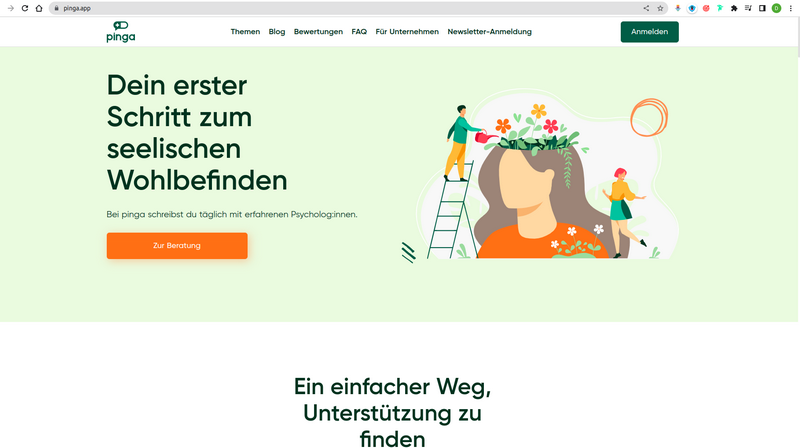 pinga.app
D
pinga
Themen Blog Bewertungen FAQ Für Unternehmen Newsletter-Anmeldung
Anmelden
Dein erster
Schritt zum
seelischen
Wohlbefinden
Bei pinga schreibst du täglich mit erfahrenen Psycholog:innen.
Zur Beratung
Ein einfacher Weg,
Unterstützung zu
finden